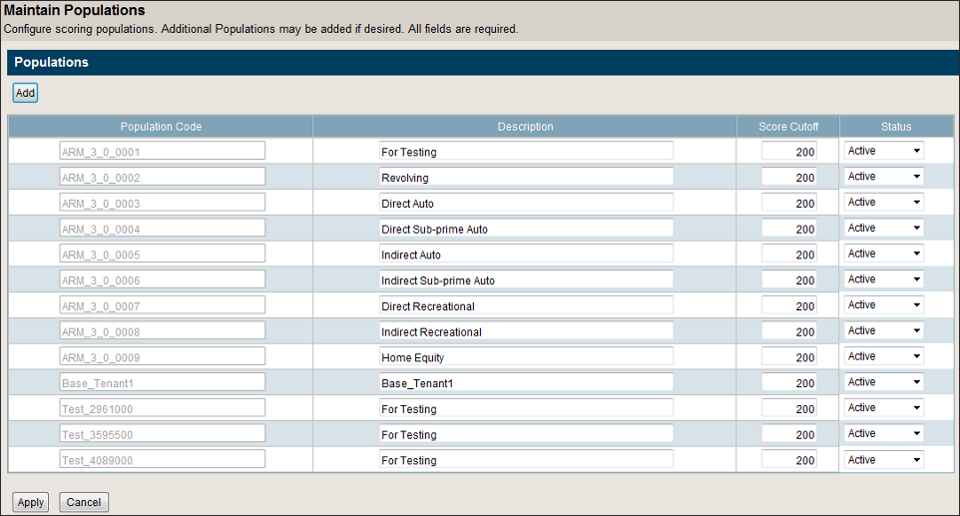 Maintain Populations
Configure scoring populations. Additional Populations may be added if desired. All fields are required.
Populations
Add
Population Code Description Score Cutoff Status
ARM_3_0_0001 For Testing 200 Active
ARM_3_0_0002 Revolving 200 Active
ARM_3_0_0003 Direct Auto 200 Active
ARM_3_0_0004 Direct Sub-prime Auto 200 Active
ARM_3_0_0005 Indirect Auto 200 Active
ARM_3_0_0006 Indirect Sub-prime Auto 200 Active
ARM_3_0_0007 Direct Recreational 200 Active
ARM_3_0_0008 Indirect Recreational 200 Active
ARM_3_0_0009 Home Equity 200 Active
Base_Tenant1 Base_Tenant1 200 Active
Test_2961000 For Testing 200 Active
Test_3595500 For Testing 200 Active
Test_4089000 For Testing 200 Active
Apply Cancel